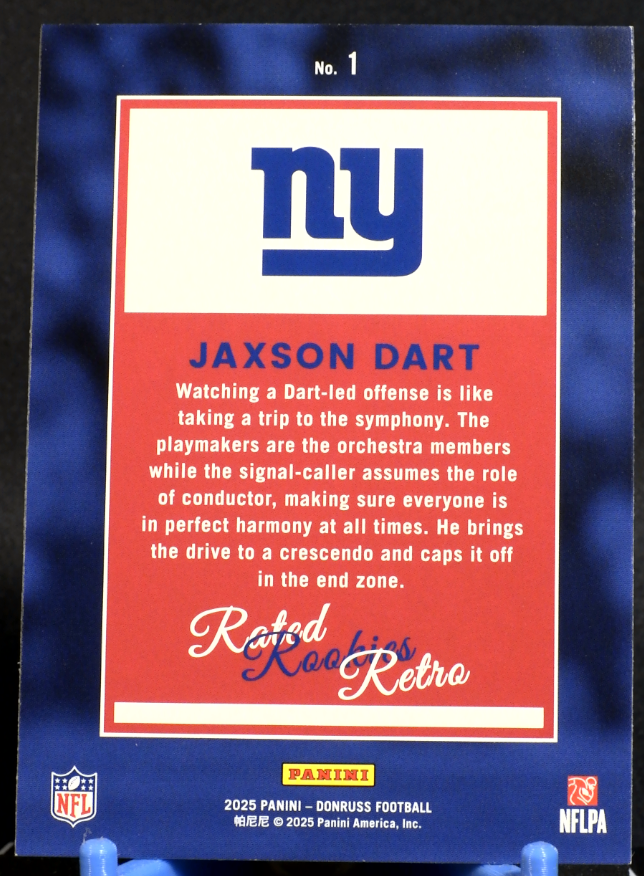 No. 1
ny
JAXSON DART
Watching a Dart-led offense is like
taking a trip to the symphony. The
playmakers are the orchestra members
while the signal-caller assumes the role
of conductor, making sure everyone is
in perfect harmony at all times. He brings
the drive to a crescendo and caps it off
in the end zone.
Rated
Rookies
Retro
PANINI
NFL
2025 PANINI – DONRUSS FOOTBALL
帕尼尼 © 2025 Panini America, Inc.
NFLPA